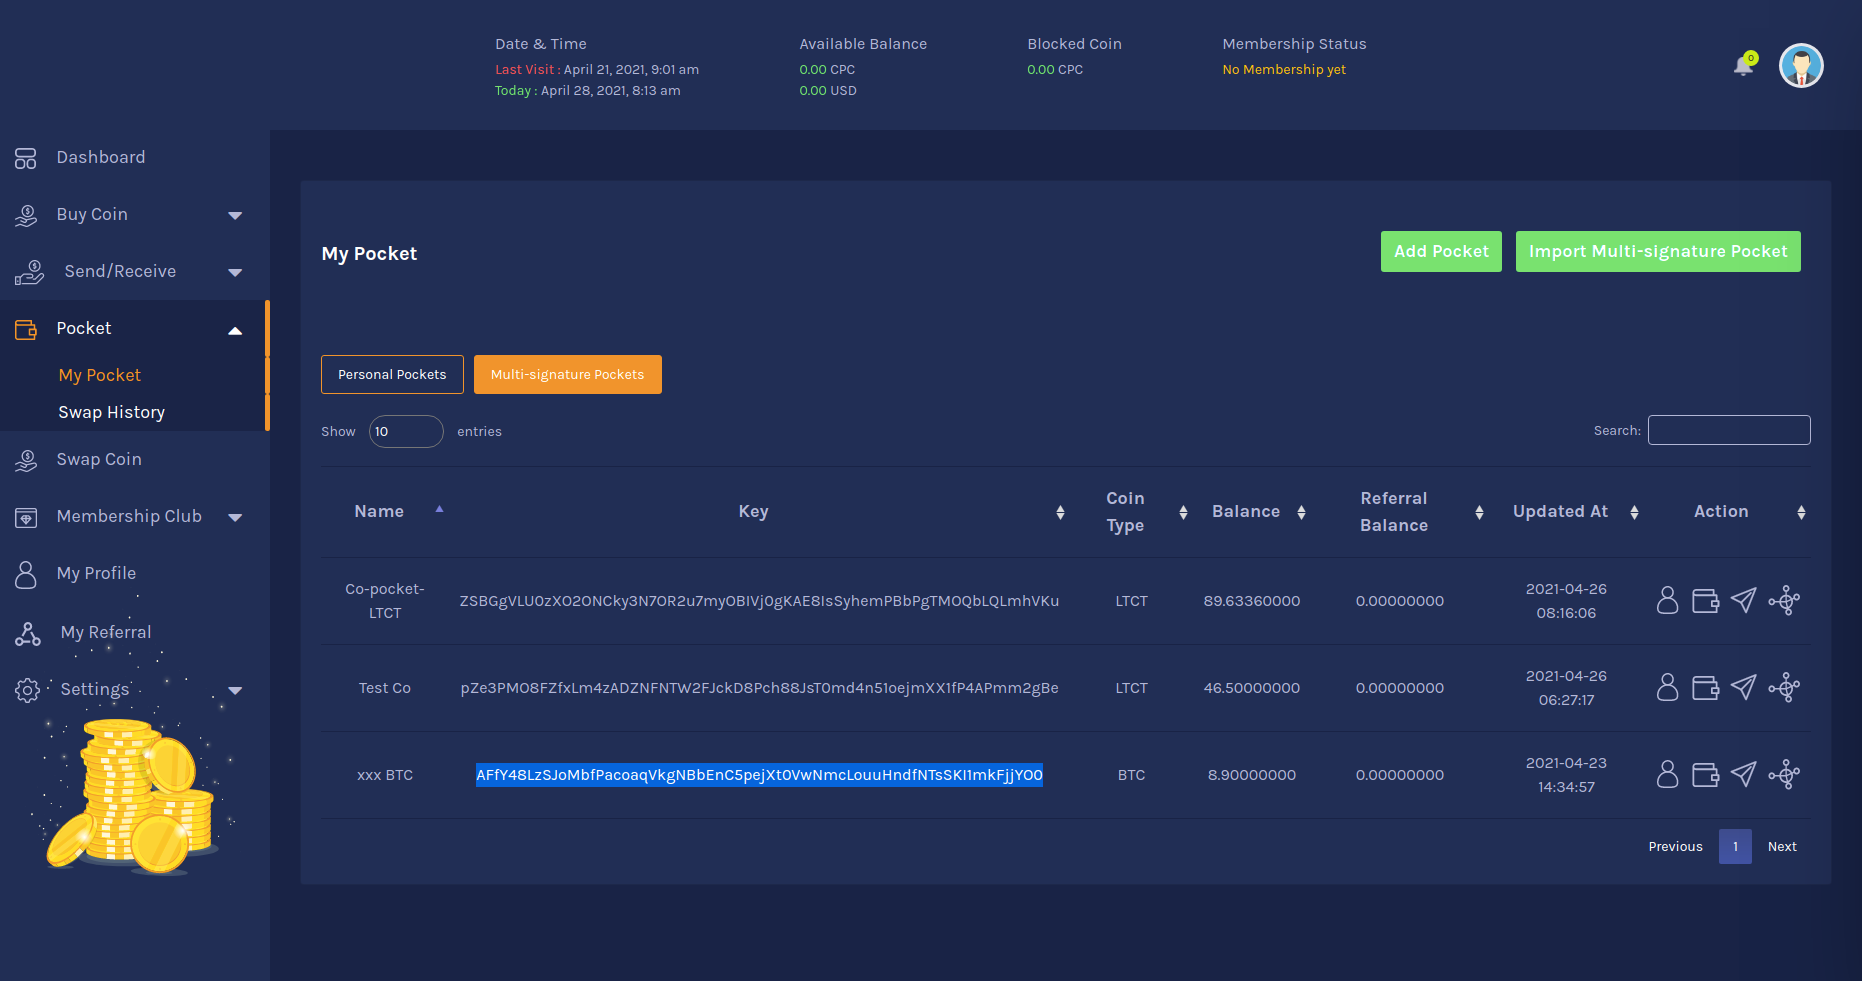 Date & Time
Last Visit : April 21, 2021, 9:01 am
Today : April 28, 2021, 8:13 am
Available Balance
0.00 CPC
0.00 USD
Blocked Coin
0.00 CPC
Membership Status
No Membership yet
0
Dashboard
Buy Coin
Send/Receive
Pocket
My Pocket
Swap History
Swap Coin
Membership Club
My Profile
My Referral
Settings
My Pocket
Add Pocket
Import Multi-signature Pocket
Personal Pockets
Multi-signature Pockets
Show 10 entries
Search:
Name
Key
Coin
Type
Balance
Referral
Balance
Updated At
Action
Co-pocket-
LTCT
ZSBGgVLU0zXO2ONCky3N7OR2u7myOBIVj0gKAE8IsSyhemPBbPgTMOQbLQLmhVKu
LTCT
89.63360000
0.00000000
2021-04-26
08:16:06
Test Co
pZe3PMO8FZfxLm4zADZNFNTW2FJckD8Pch88JsT0md4n51oejmXX1fP4APmm2gBe
LTCT
46.50000000
0.00000000
2021-04-26
06:27:17
xxx BTC
AFfY48LzSJoMbfPacoaqVkgNBbEnC5pejXt0VwNmcLouuHndfNTsSKI1mkFjjYO0
BTC
8.90000000
0.00000000
2021-04-23
14:34:57
Previous 1 Next